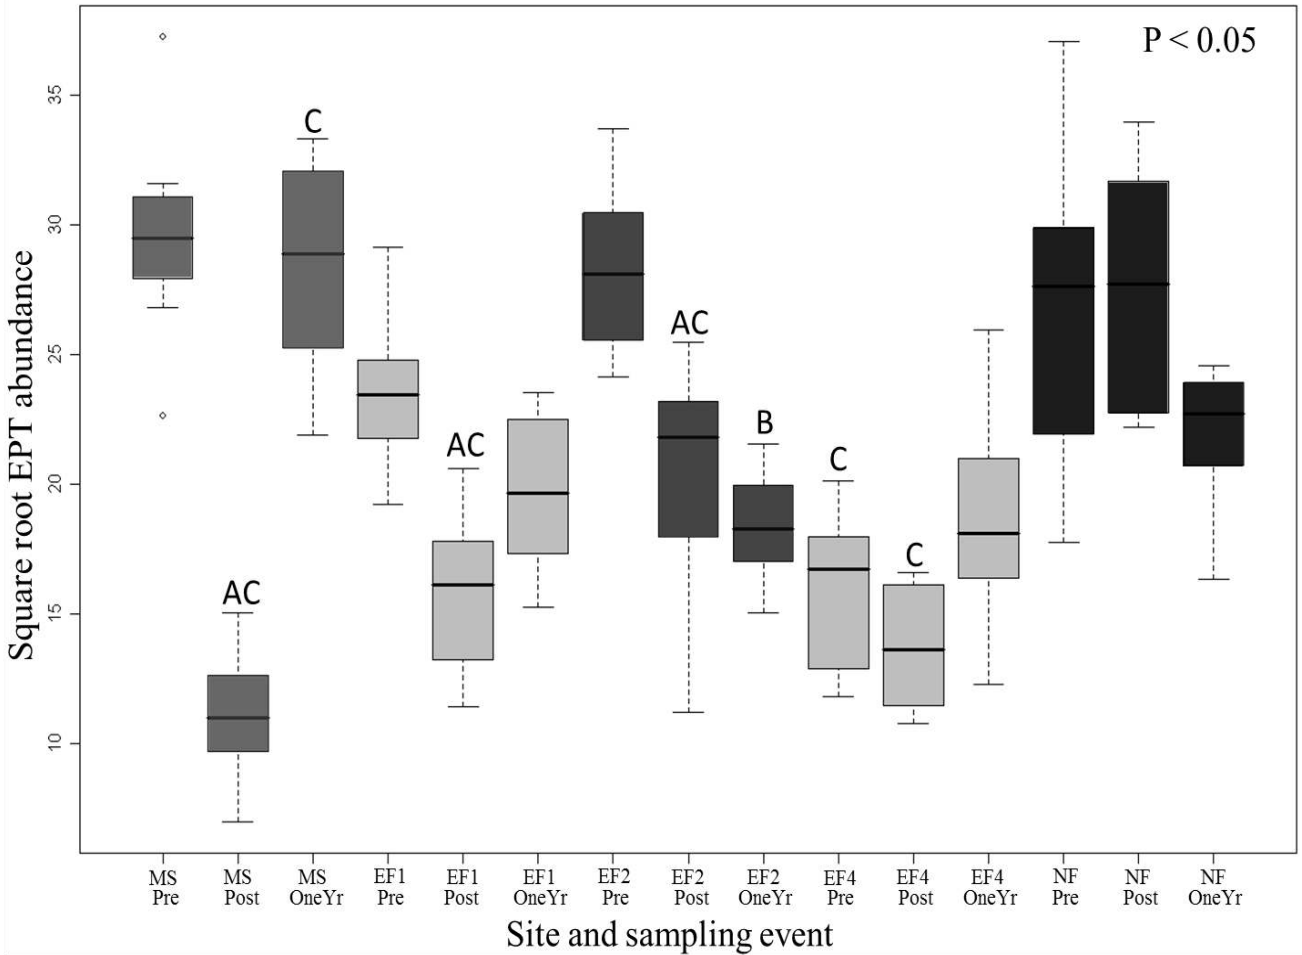 P < 0.05
Square root EPT abundance
35
30
25
20
15
10
AC
C
AC
AC
B
C
C
MS
Pre
MS
Post
MS
OneYr
EF1
Pre
EF1
Post
EF1
OneYr
EF2
Pre
EF2
Post
EF2
OneYr
EF4
Pre
EF4
Post
EF4
OneYr
NF
Pre
NF
Post
NF
OneYr
Site and sampling event